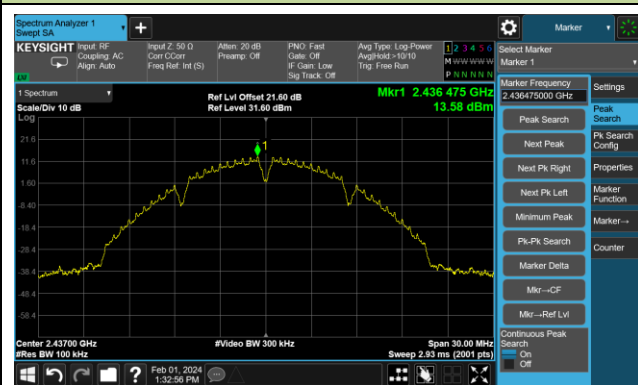 Spectrum Analyzer 1
Swept SA
+
Marker
KEYSIGHT
Input: RF
Coupling: AC
Align: Auto
Input Z: 50 Ω
Corr CCorr
Freq Ref: Int (S)
Atten: 20 dB
Preamp: Off
PNO: Fast
Gate: Off
IF Gain: Low
Sig Track: Off
Avg Type: Log-Power
Avg|Hold:>10/10
Trig: Free Run
1 2 3 4 5 6
M W W W W W
P N N N N N
LXI
Select Marker
Marker 1
1 Spectrum
Scale/Div 10 dB
Log
Ref Lvl Offset 21.60 dB
Ref Level 31.60 dBm
Mkr1 2.436 475 GHz
13.58 dBm
21.6
11.6
1.60
-8.40
-18.4
-28.4
-38.4
-48.4
-58.4
1
Center 2.43700 GHz
#Res BW 100 kHz
#Video BW 300 kHz
Span 30.00 MHz
Sweep 2.93 ms (2001 pts)
Marker Frequency
2.436475000 GHz
Peak Search
Next Peak
Next Pk Right
Next Pk Left
Minimum Peak
Pk-Pk Search
Marker Delta
Mkr→CF
Mkr→Ref Lvl
Continuous Peak
Search
On
Off
Settings
Peak
Search
Pk Search
Config
Properties
Marker
Function
Marker→
Counter
?
Feb 01, 2024
1:32:56 PM